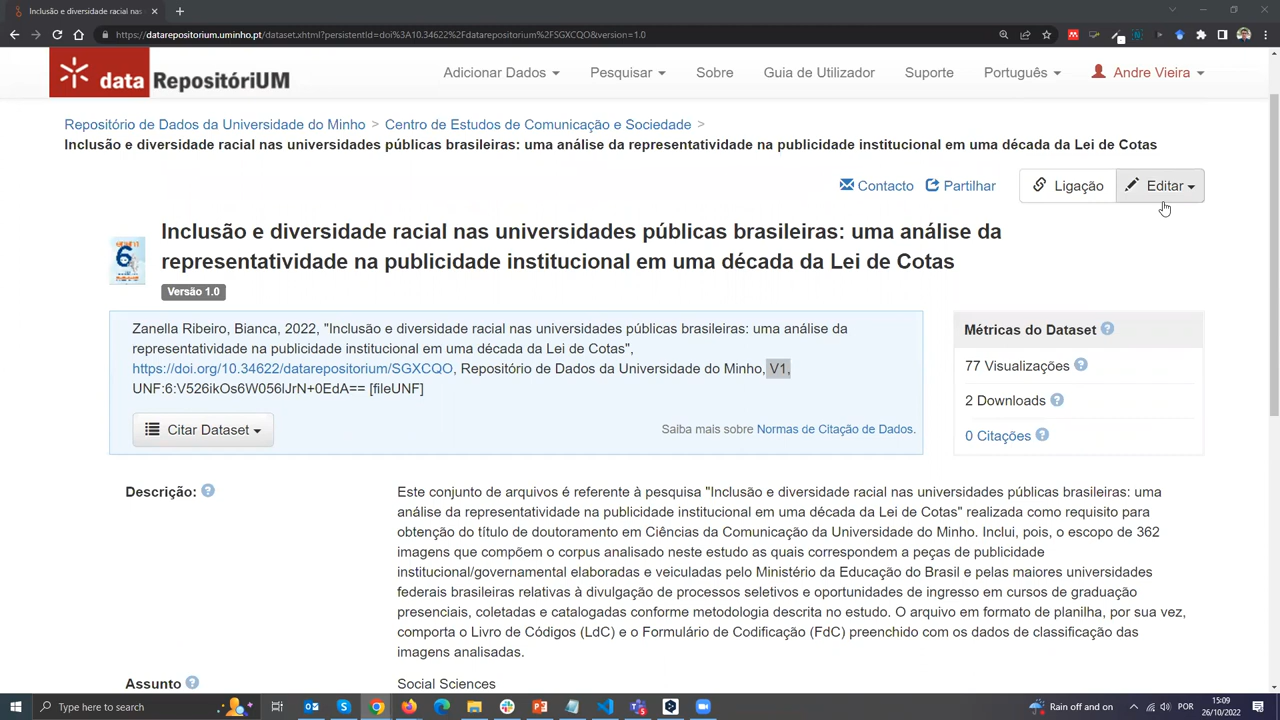 Inclusão e diversidade racial nas
https://datarepositorium.uminho.pt/dataset.xhtml?persistentId=doi%3A10.34622%2Fdatarepositorium%2FSGXCQO&version=1.0
data RepositóriUM
Adicionar Dados
Pesquisar
Sobre
Guia de Utilizador
Suporte
Português
Andre Vieira
Repositório de Dados da Universidade do Minho > Centro de Estudos de Comunicação e Sociedade >
Inclusão e diversidade racial nas universidades públicas brasileiras: uma análise da representatividade na publicidade institucional em uma década da Lei de Cotas
Contacto
Partilhar
Ligação
Editar
Inclusão e diversidade racial nas universidades públicas brasileiras: uma análise da
representatividade na publicidade institucional em uma década da Lei de Cotas
6
Versão 1.0
Zanella Ribeiro, Bianca, 2022, "Inclusão e diversidade racial nas universidades públicas brasileiras: uma análise da
representatividade na publicidade institucional em uma década da Lei de Cotas",
https://doi.org/10.34622/datarepositorium/SGXCQO, Repositório de Dados da Universidade do Minho, V1,
UNF:6:V526ikOs6W056lJrN+0EdA== [fileUNF]
Citar Dataset
Saiba mais sobre Normas de Citação de Dados.
Métricas do Dataset
77 Visualizações
2 Downloads
0 Citações
Descrição:
Este conjunto de arquivos é referente à pesquisa "Inclusão e diversidade racial nas universidades públicas brasileiras: uma
análise da representatividade na publicidade institucional em uma década da Lei de Cotas" realizada como requisito para
obtenção do título de doutoramento em Ciências da Comunicação da Universidade do Minho. Inclui, pois, o escopo de 362
imagens que compõem o corpus analisado neste estudo as quais correspondem a peças de publicidade
institucional/governamental elaboradas e veiculadas pelo Ministério da Educação do Brasil e pelas maiores universidades
federais brasileiras relativas à divulgação de processos seletivos e oportunidades de ingresso em cursos de graduação
presenciais, coletadas e catalogadas conforme metodologia descrita no estudo. O arquivo em formato de planilha, por sua vez,
comporta o Livro de Códigos (LdC) e o Formulário de Codificação (FdC) preenchido com os dados de classificação das
imagens analisadas.
Assunto
Social Sciences
Type here to search
Rain off and on
POR
15:09
26/10/2022